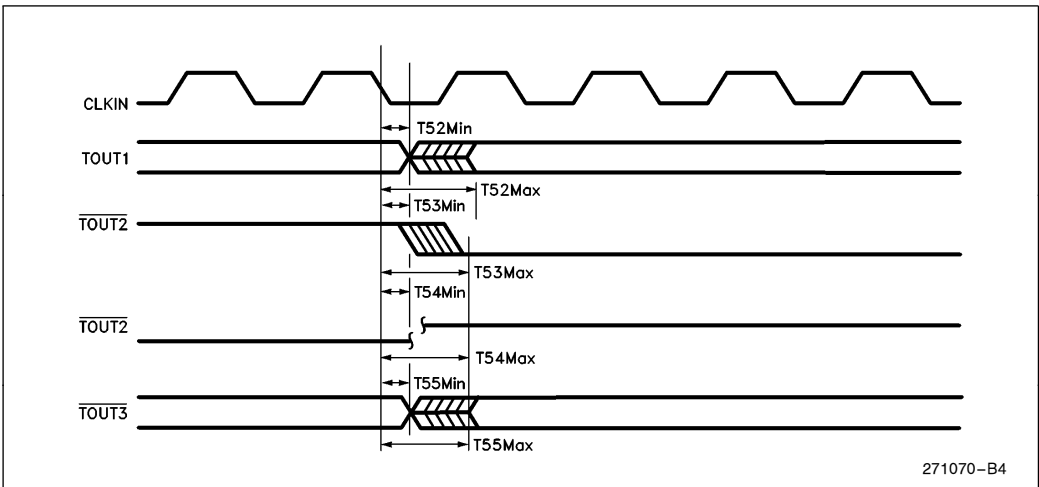 CLKIN
T52Min
TOUT1
T52Max
T53Min
TOUT2
T53Max
T54Min
TOUT2
T54Max
T55Min
TOUT3
T55Max
271070-B4